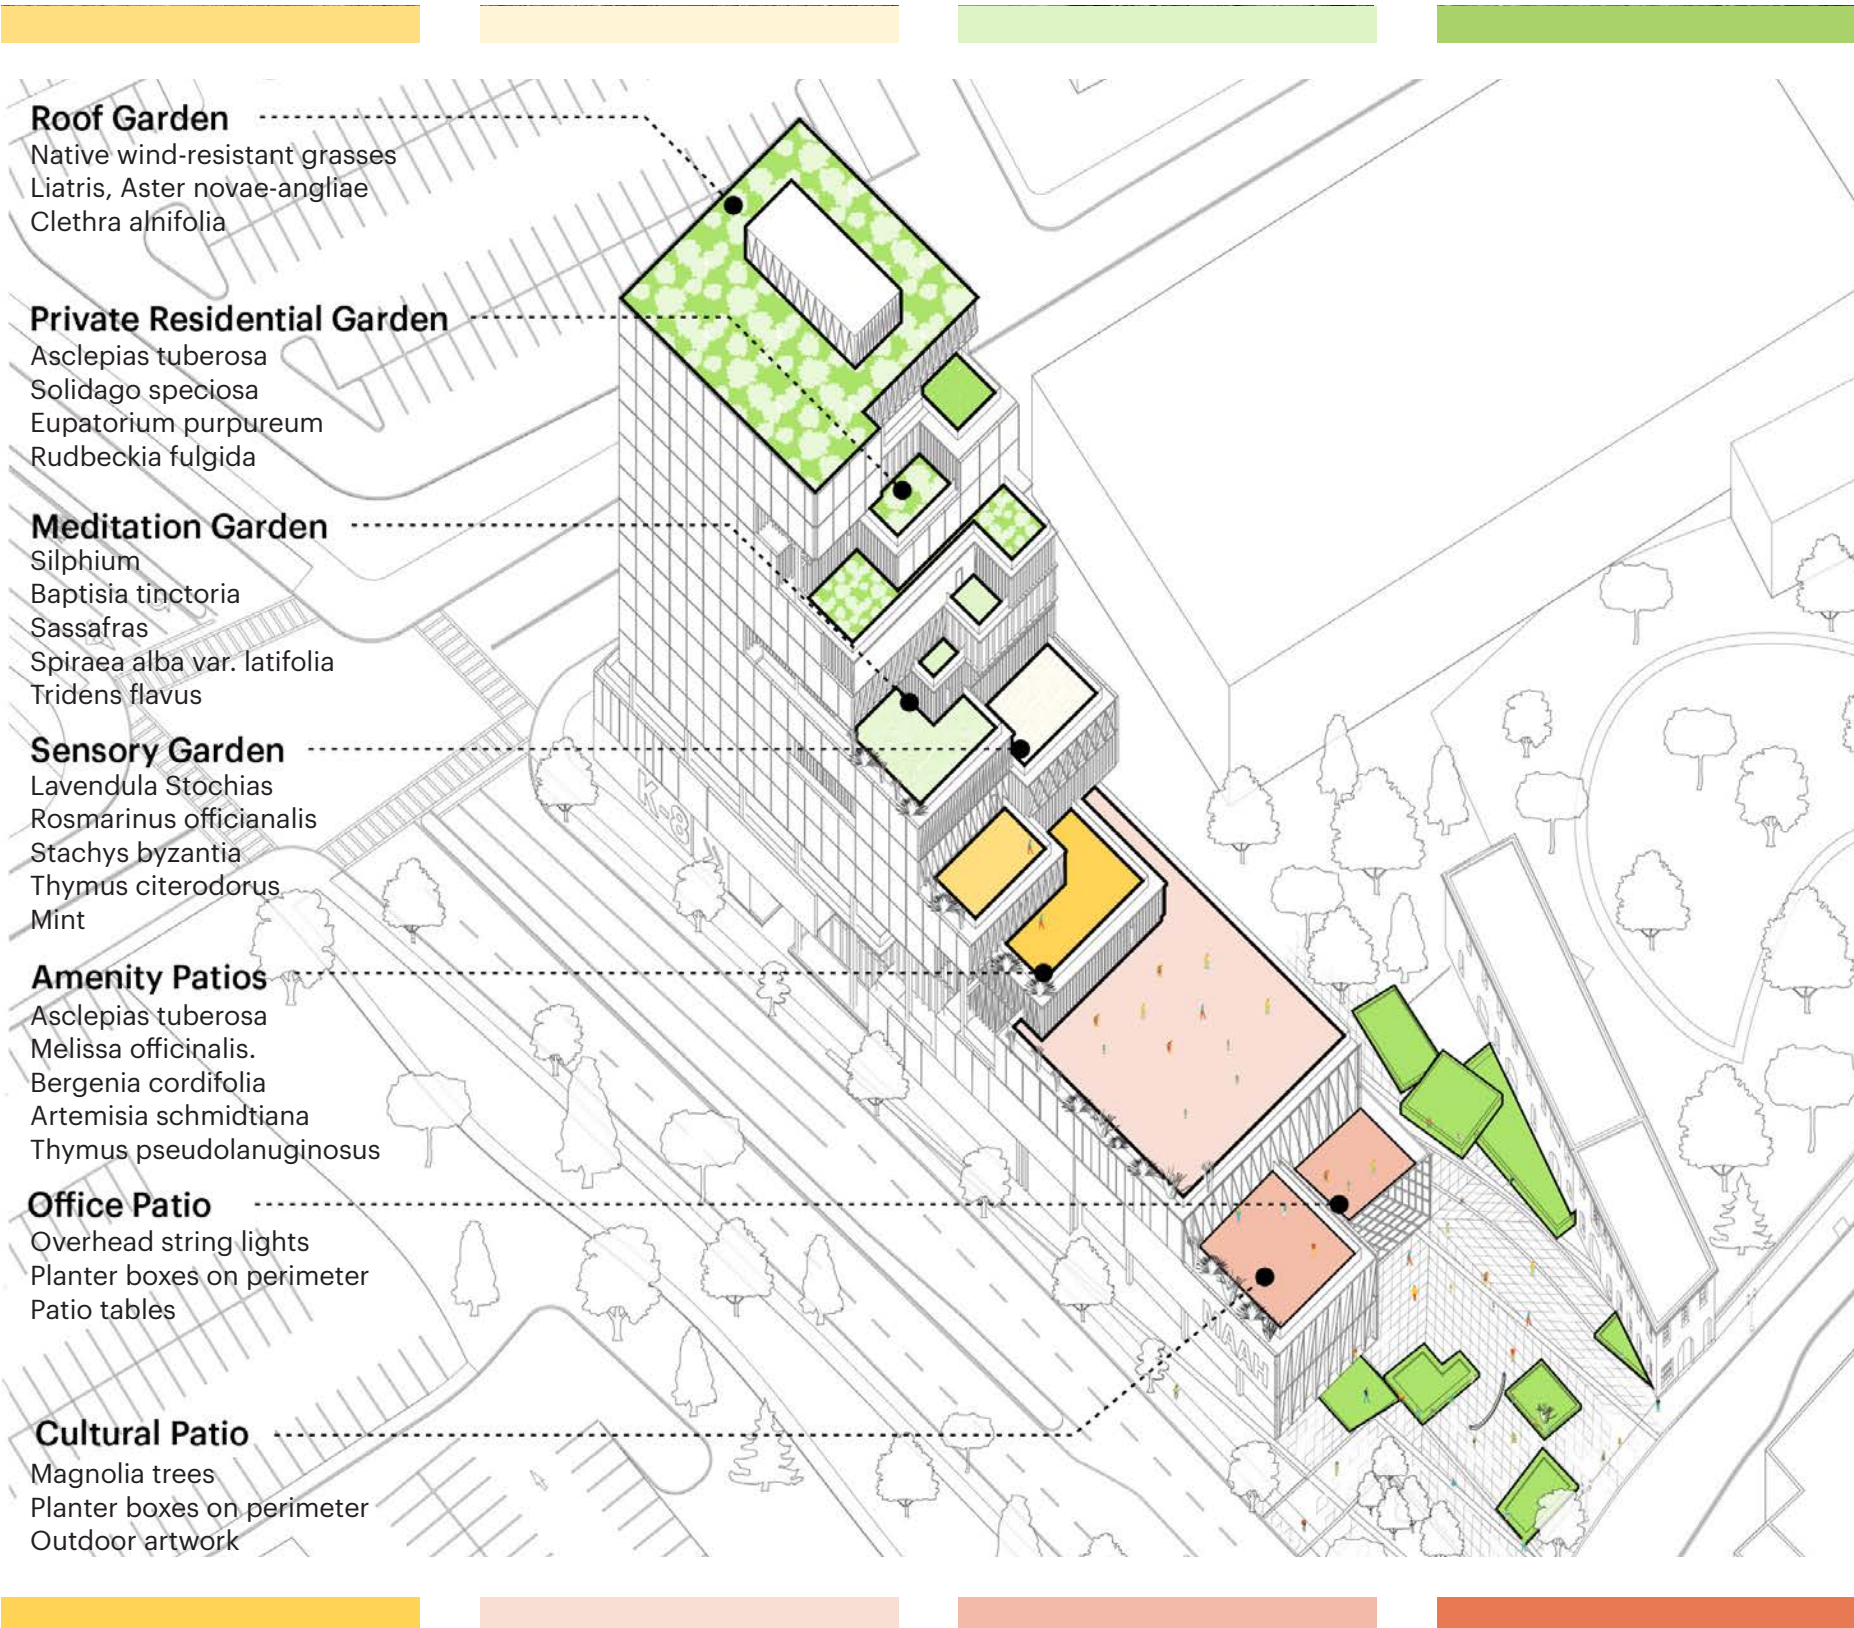 Roof Garden
Native wind-resistant grasses
Liatris, Aster novae-angliae
Clethra alnifolia
Private Residential Garden
Asclepias tuberosa
Solidago speciosa
Eupatorium purpureum
Rudbeckia fulgida
Meditation Garden
Silphium
Baptisia tinctoria
Sassafras
Spiraea alba var. latifolia
Tridens flavus
Sensory Garden
Lavendula Stochias
Rosmarinus officianalis
Stachys byzantia
Thymus citerodorus
Mint
K-8
Amenity Patios
Asclepias tuberosa
Melissa officinalis.
Bergenia cordifolia
Artemisia schmidtiana
Thymus pseudolanuginosus
Office Patio
Overhead string lights
Planter boxes on perimeter
Patio tables
Cultural Patio
Magnolia trees
Planter boxes on perimeter
Outdoor artwork